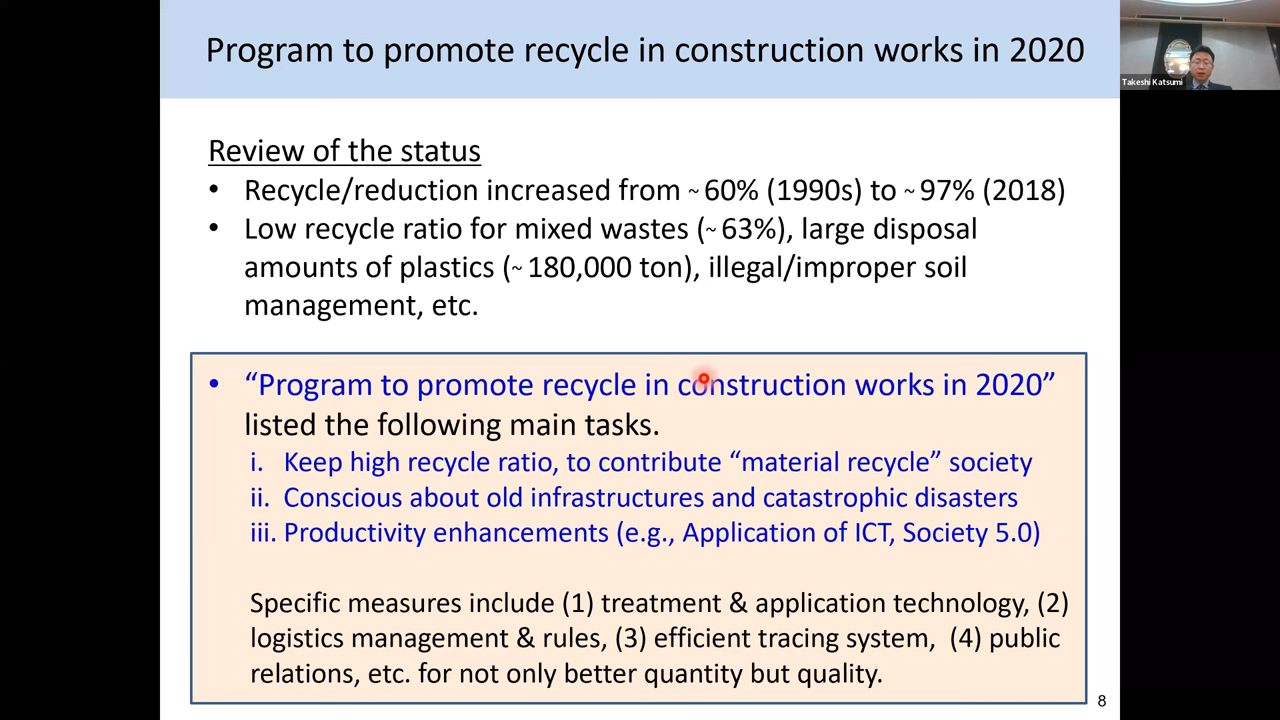 Program to promote recycle in construction works in 2020
Takeshi Katsumi
Review of the status
• Recycle/reduction increased from ~60% (1990s) to ~97% (2018)
• Low recycle ratio for mixed wastes (~63%), large disposal
amounts of plastics (~180,000 ton), illegal/improper soil
management, etc.
• “Program to promote recycle in construction works in 2020”
listed the following main tasks.
i. Keep high recycle ratio, to contribute “material recycle” society
ii. Conscious about old infrastructures and catastrophic disasters
iii. Productivity enhancements (e.g., Application of ICT, Society 5.0)
Specific measures include (1) treatment & application technology, (2)
logistics management & rules, (3) efficient tracing system, (4) public
relations, etc. for not only better quantity but quality.
8